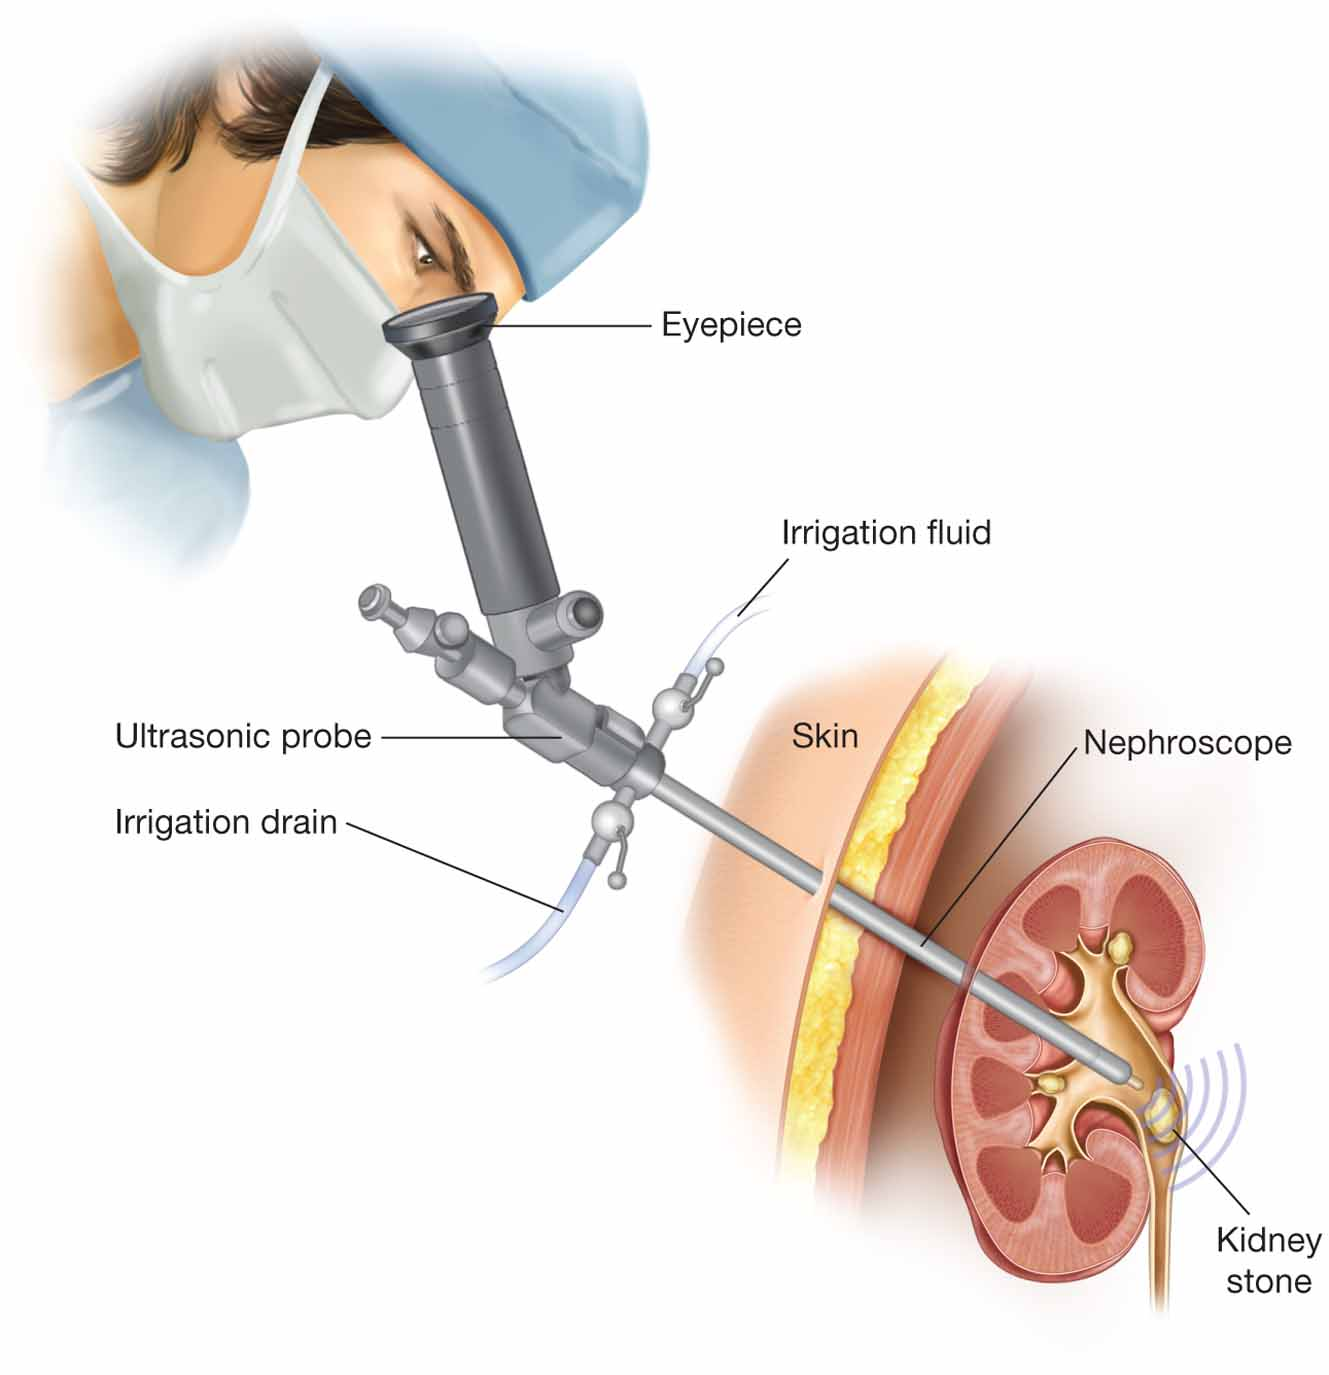 Eyepiece
Irrigation fluid
Ultrasonic probe
Skin
Nephroscope
Irrigation drain
Kidney
stone